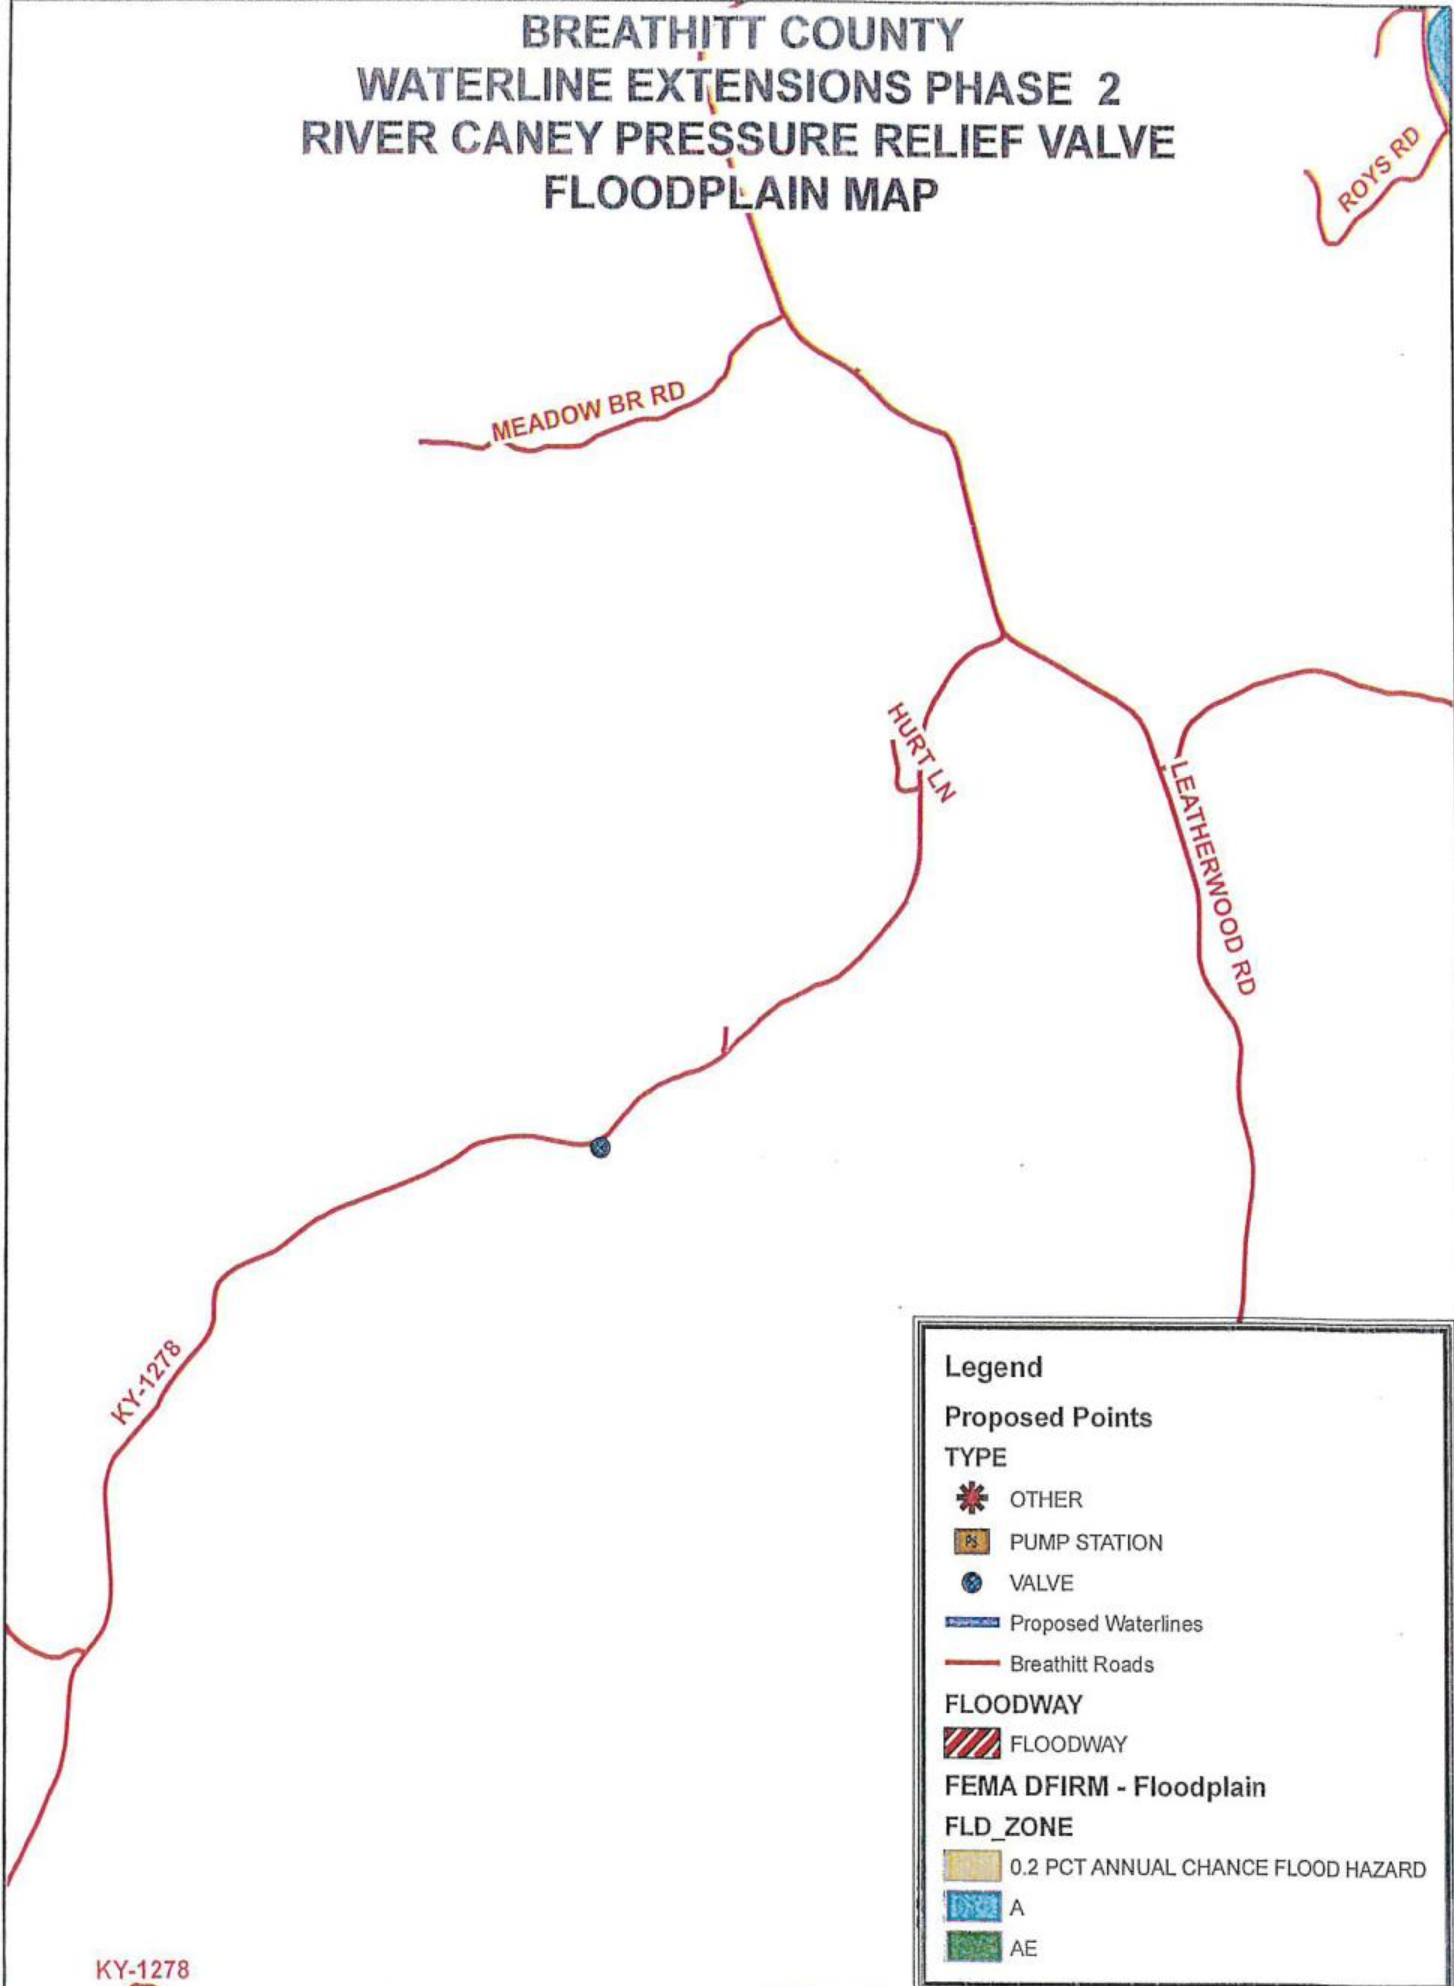 BREATHITT COUNTY
WATERLINE EXTENSIONS PHASE 2
RIVER CANEY PRESSURE RELIEF VALVE
FLOODPLAIN MAP
ROYS RD
MEADOW BR RD
HURT LN
LEATHERWOOD RD
KY-1278
Legend
Proposed Points
TYPE
OTHER
PS PUMP STATION
VALVE
Proposed Waterlines
Breathitt Roads
FLOODWAY
FLOODWAY
FEMA DFIRM - Floodplain
FLD_ZONE
0.2 PCT ANNUAL CHANCE FLOOD HAZARD
A
AE
KY-1278